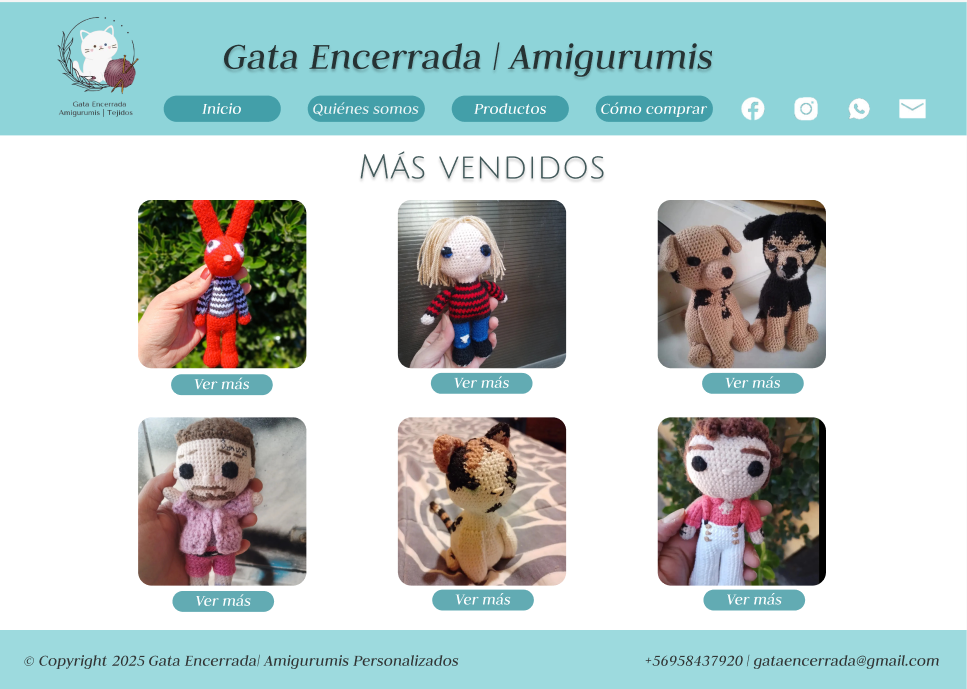 Gata Encerrada
Amigurumis | Tejidos
Gata Encerrada | Amigurumis
Inicio
Quiénes somos
Productos
Cómo comprar
MÁS VENDIDOS
Ver más
Ver más
Ver más
Ver más
Ver más
Ver más
© Copyright 2025 Gata Encerrada| Amigurumis Personalizados
+56958437920 | gataencerrada@gmail.com